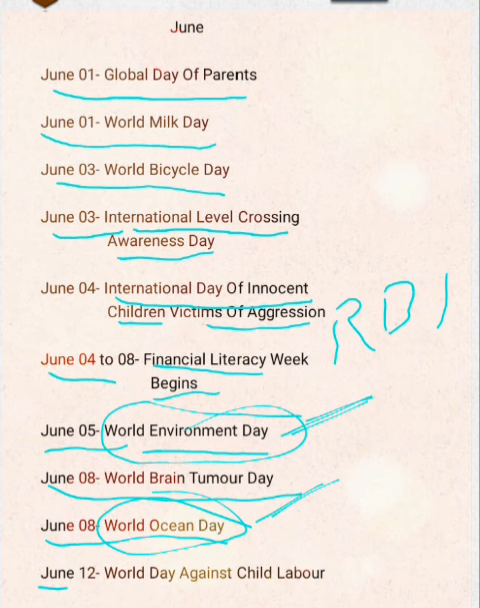 June
June 01- Global Day Of Parents
June 01- World Milk Day
June 03- World Bicycle Day
June 03- International Level Crossing
Awareness Day
June 04- International Day Of Innocent
Children Victims Of Aggression
RBI
June 04 to 08- Financial Literacy Week
Begins
June 05- World Environment Day
June 08- World Brain Tumour Day
June 08- World Ocean Day
June 12- World Day Against Child Labour